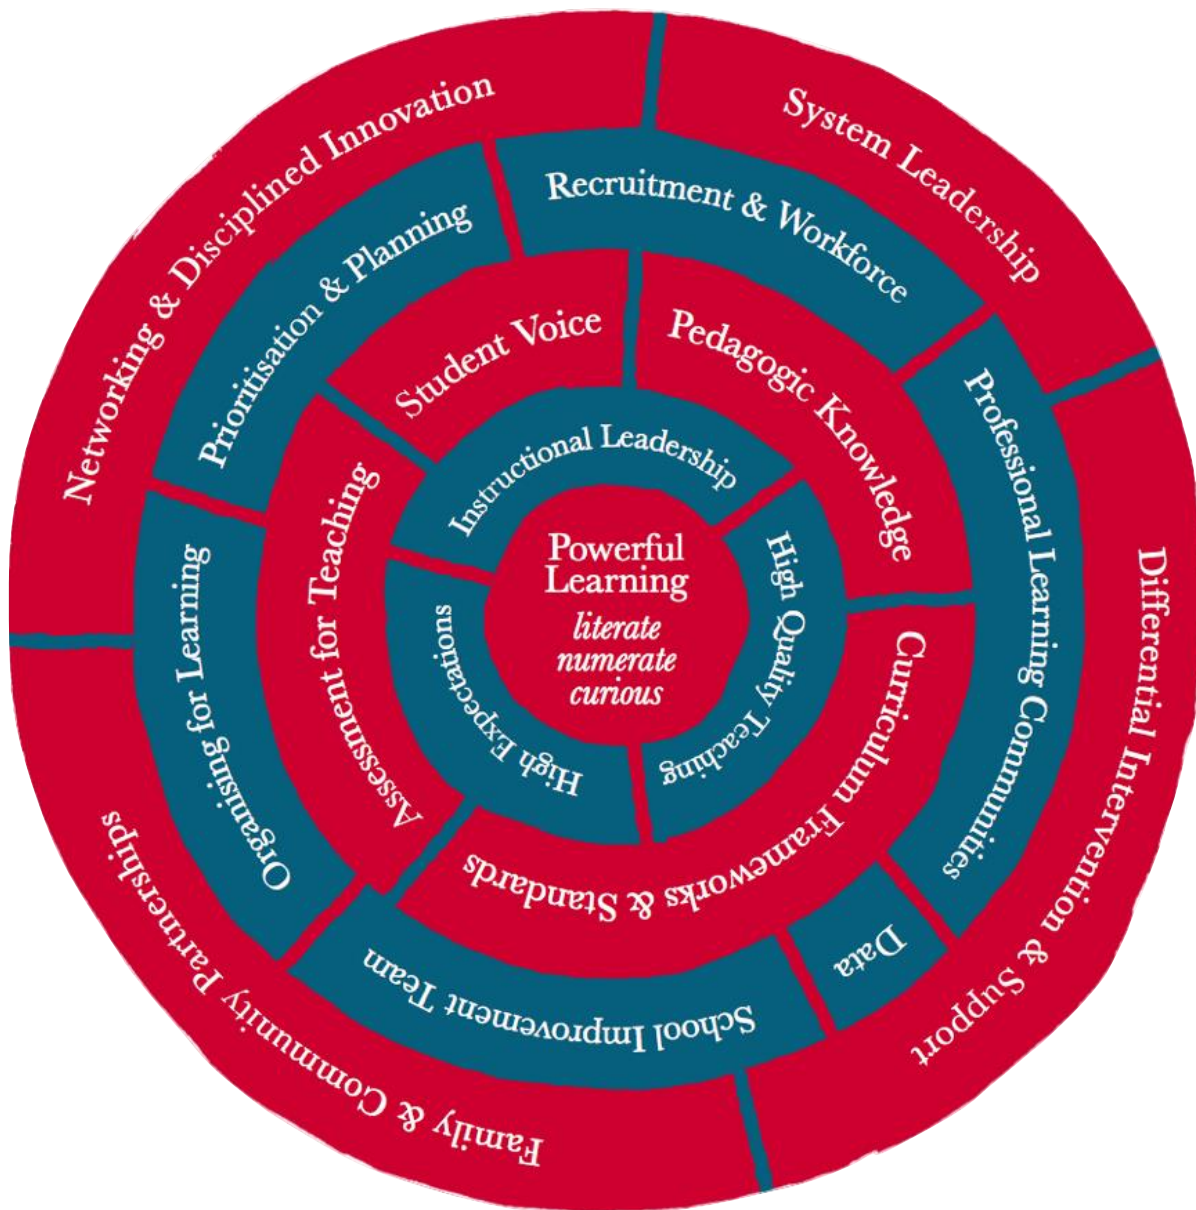 Powerful
Learning
literate
numerate
curious
Instructional Leadership
High Quality Teaching
High Expectations
Student Voice
Pedagogic Knowledge
Curriculum Frameworks & Standards
Assessment for Teaching
Prioritisation & Planning
Recruitment & Workforce
Professional Learning Communities
Data
School Improvement Team
Organising for Learning
Networking & Disciplined Innovation
System Leadership
Differential Intervention & Support
Family & Community Partnerships